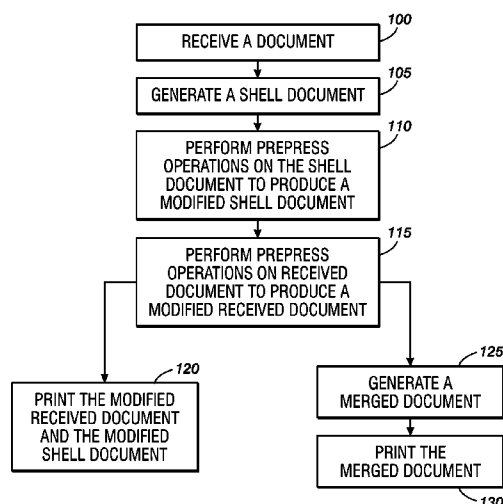 100
RECEIVE A DOCUMENT
105
GENERATE A SHELL DOCUMENT
110
PERFORM PREPRESS
OPERATIONS ON THE SHELL
DOCUMENT TO PRODUCE A
MODIFIED SHELL DOCUMENT
115
PERFORM PREPRESS
OPERATIONS ON RECEIVED
DOCUMENT TO PRODUCE A
MODIFIED RECEIVED DOCUMENT
120
PRINT THE MODIFIED
RECEIVED DOCUMENT
AND THE MODIFIED
SHELL DOCUMENT
125
GENERATE A
MERGED DOCUMENT
PRINT THE
MERGED DOCUMENT
130